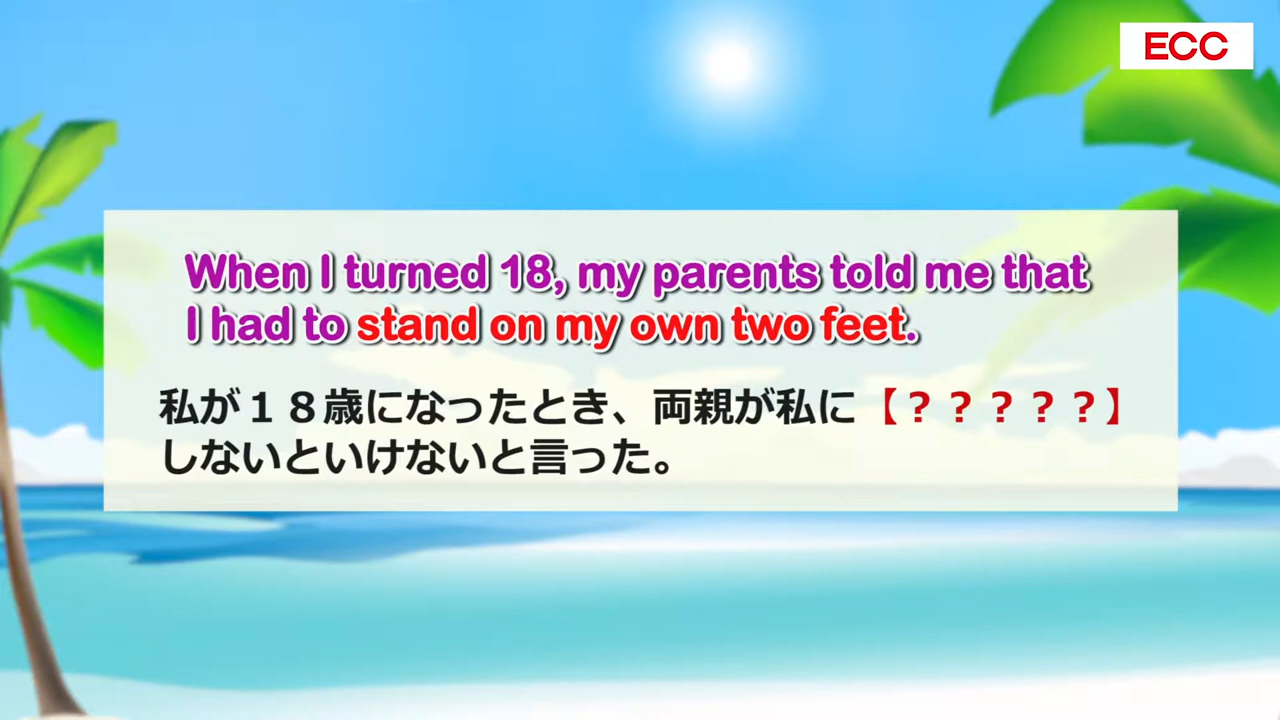 ECC
When I turned 18, my parents told me that
I had to stand on my own two feet.
私が１８歳になったとき、両親が私に【？？？？？】
しないといけないと言った。